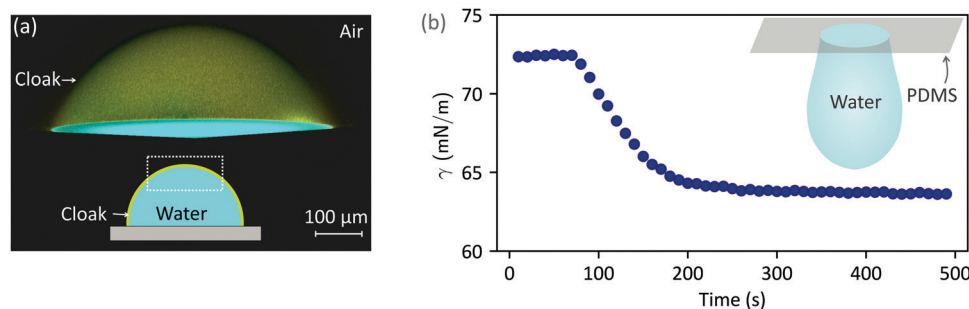 (a)
Air
Cloak
Cloak
Water
100 μm
(b)
γ (mN/m)
70
65
60
0
100
200
300
400
500
Time (s)
Water
PDMS